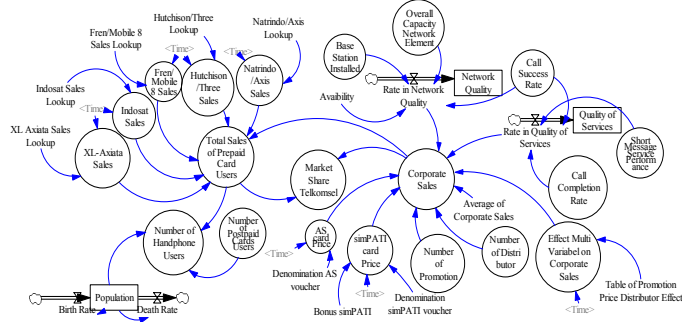 Fren/Mobile 8
Sales Lookup
Hutchison/Three
Lookup
Natrindo/Axis
Lookup
<Time>
<Time>
Fren/
Mobile
8 Sales
Hutchison
/Three
Sales
Natrindo
/Axis
Sales
Indosat Sales
Lookup
<Time>
Indosat
Sales
XL Axiata Sales
Lookup
XL-Axiata
Sales
Total Sales
of Prepaid
Card
Users
Overall
Capacity
Network
Element
Base
Station
Installed
Avaibility
Rate in Network
Quality
Network
Quality
Call
Success
Rate
Rate in Quality of
Services
Quality of
Services
Short
Message Service
Perform
ance
Call
Completion
Rate
Market
Share
Telkomsel
Corporate
Sales
Average of
Corporate Sales
Number of
Handphone
Users
Number
of
Postpaid
Cards Users
Population
Birth Rate
Death Rate
AS card
Price
<Time>
Denomination AS
voucher
simPATI
card
Price
Bonus simPATI
<Time>
Denomination
simPATI voucher
Number
of
Promotion
Number
of Distri
butor
Effect Multi
Variabel on
Corporate
Sales
<Time>
Table of Promotion
Price Distributor Effect